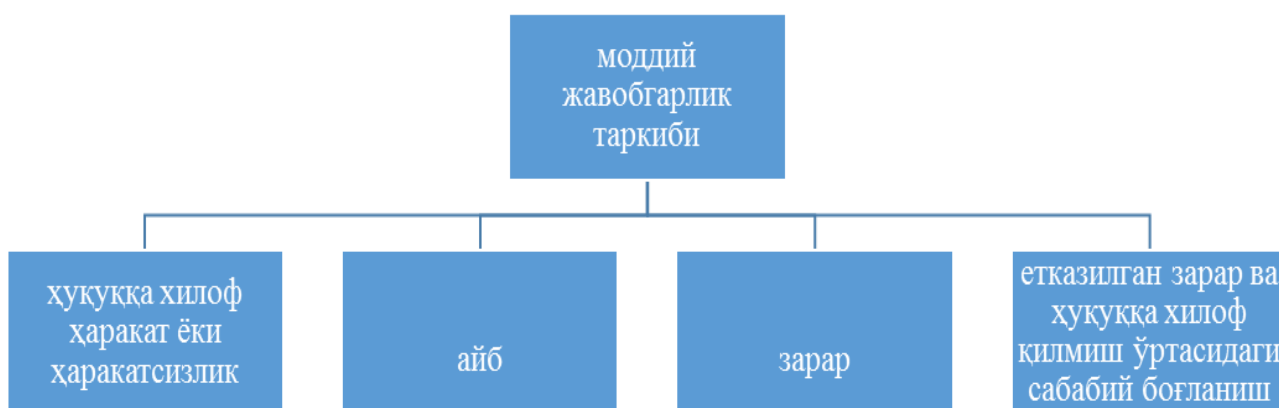 моддий
жавобгарлик
таркиби
ҳуқуққа хилоф
ҳаракат ёки
ҳаракатсизлик
айб
зарар
етказилган зарар ва
ҳуқуққа хилоф
қилмиш ўртасидаги
сабабий боғланиш